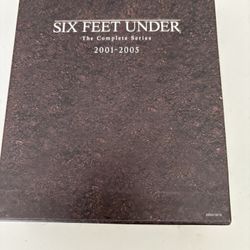 SIX FEET UNDER
The Complete Series
2001-2005